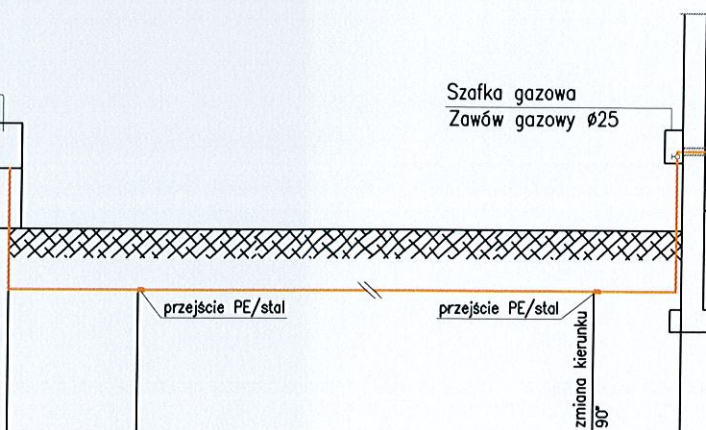 Szafka gazowa
Zawów gazowy ø25
przejście PE/stal
przejście PE/stal
zmiana kierunku
90°